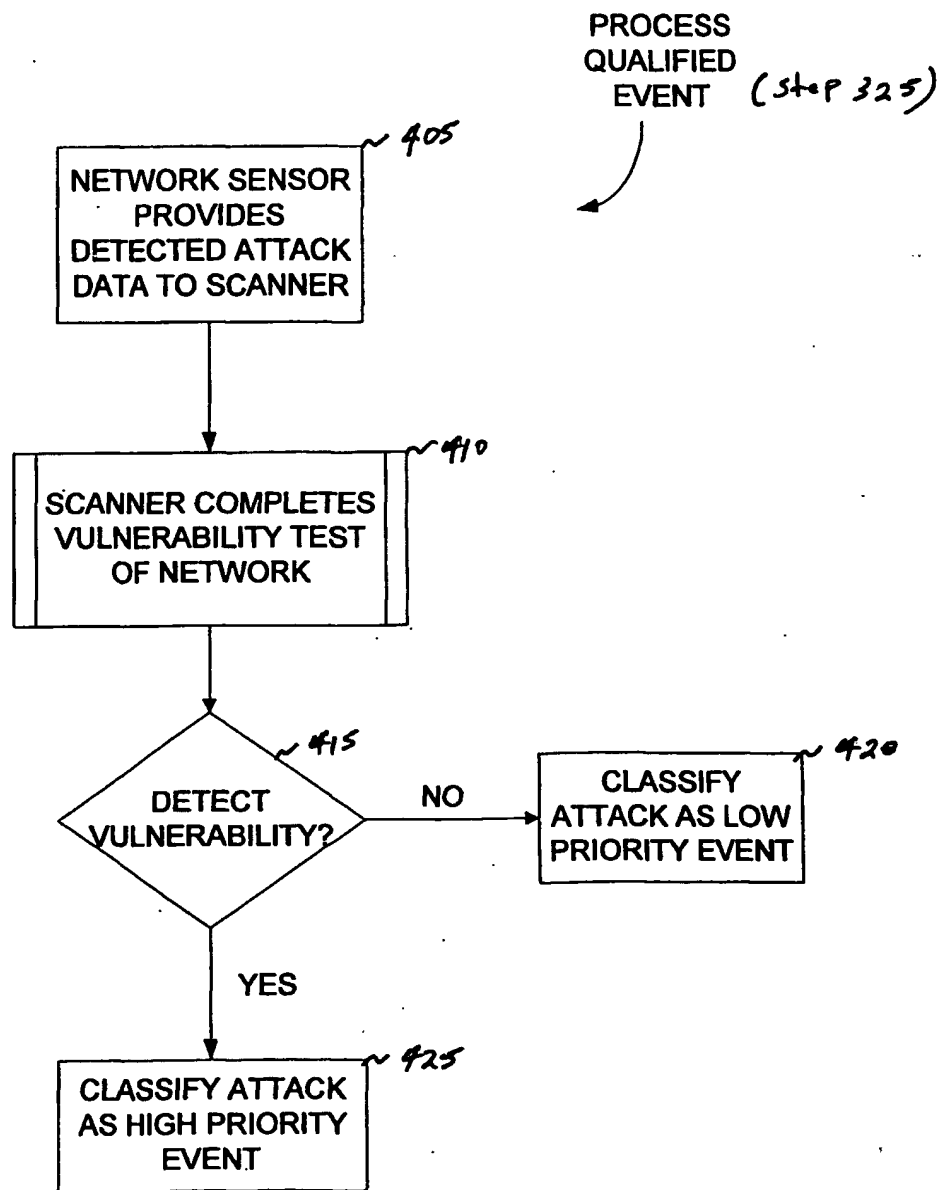 PROCESS
QUALIFIED
EVENT (step 325)
405
NETWORK SENSOR
PROVIDES
DETECTED ATTACK
DATA TO SCANNER
410
SCANNER COMPLETES
VULNERABILITY TEST
OF NETWORK
415
DETECT
VULNERABILITY?
NO
420
CLASSIFY
ATTACK AS LOW
PRIORITY EVENT
YES
425
CLASSIFY ATTACK
AS HIGH PRIORITY
EVENT